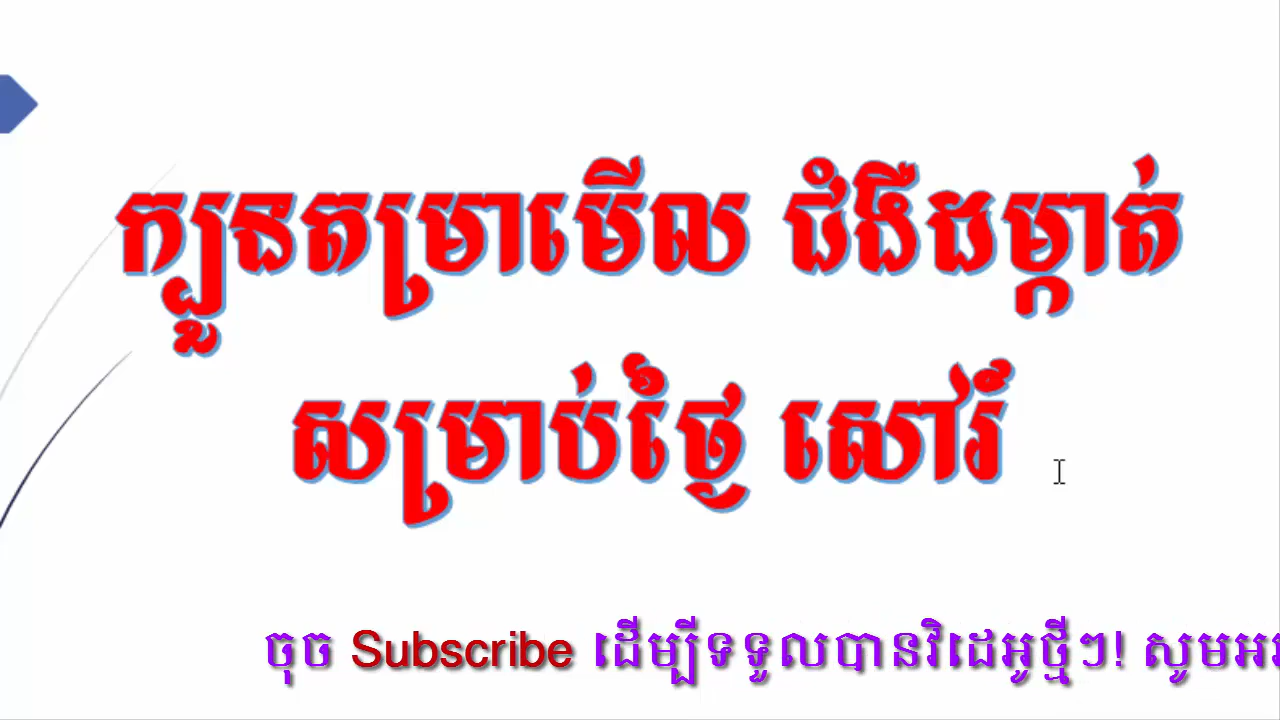 ក្បួនតម្រាមើល ជំងឺដម្កាត់
សម្រាប់ថ្ងៃ សៅរ៍
ចុច Subscribe ដើម្បីទទួលបានវិដេអូថ្មីៗ! សូមអរ